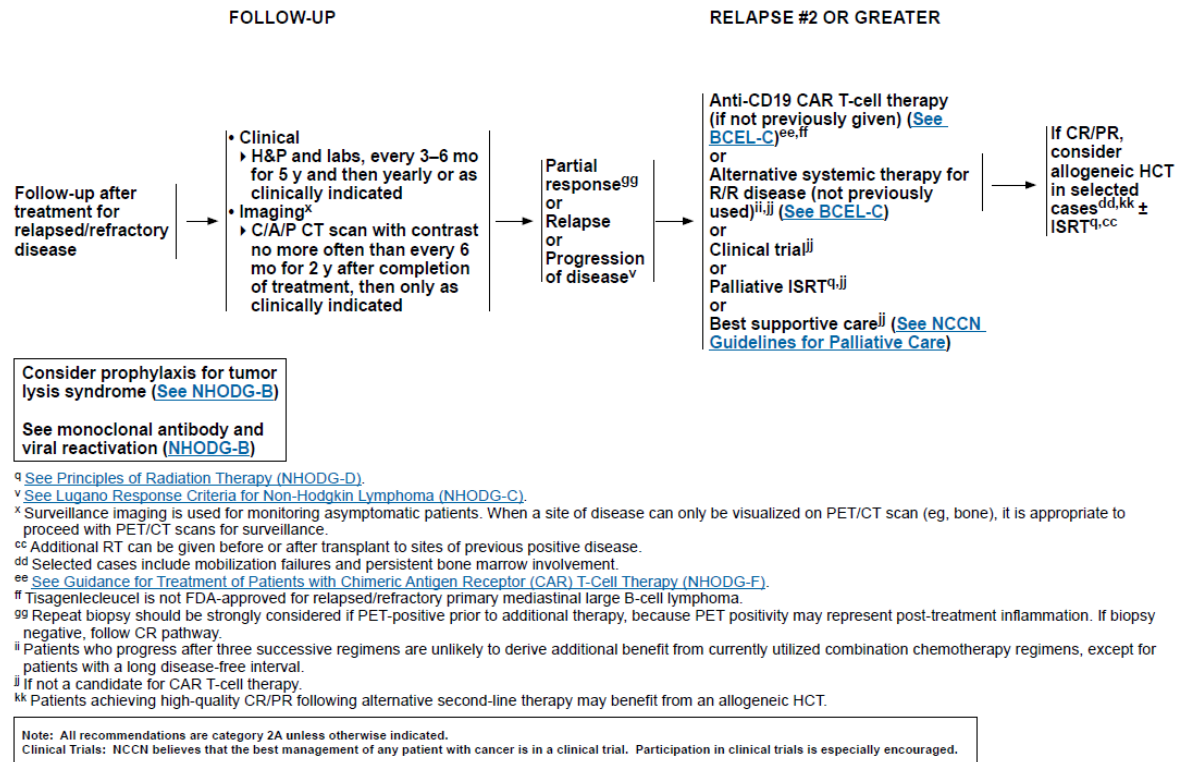 FOLLOW-UP
RELAPSE #2 OR GREATER
Follow-up after
treatment for
relapsed/refractory
disease
• Clinical
H&P and labs, every 3–6 mo
for 5 y and then yearly or as
clinically indicated
• Imagingx
C/A/P CT scan with contrast
no more often than every 6
mo for 2 y after completion
of treatment, then only as
clinically indicated
Partial
responsegg
or
Relapse
or
Progression
of diseasev
Anti-CD19 CAR T-cell therapy
(if not previously given) (See
BCEL-C)ee,ff
or
Alternative systemic therapy for
R/R disease (not previously
used)ii,jj (See BCEL-C)
or
Clinical trialjj
or
Palliative ISRTq,jj
or
Best supportive carejj (See NCCN
Guidelines for Palliative Care)
If CR/PR,
consider
allogeneic HCT
in selected
casesdd,kk ±
ISRTq,cc
Consider prophylaxis for tumor
lysis syndrome (See NHODG-B)
See monoclonal antibody and
viral reactivation (NHODG-B)
q See Principles of Radiation Therapy (NHODG-D).
v See Lugano Response Criteria for Non-Hodgkin Lymphoma (NHODG-C).
x Surveillance imaging is used for monitoring asymptomatic patients. When a site of disease can only be visualized on PET/CT scan (eg, bone), it is appropriate to
proceed with PET/CT scans for surveillance.
cc Additional RT can be given before or after transplant to sites of previous positive disease.
dd Selected cases include mobilization failures and persistent bone marrow involvement.
ee See Guidance for Treatment of Patients with Chimeric Antigen Receptor (CAR) T-Cell Therapy (NHODG-F).
ff Tisagenlecleucel is not FDA-approved for relapsed/refractory primary mediastinal large B-cell lymphoma.
gg Repeat biopsy should be strongly considered if PET-positive prior to additional therapy, because PET positivity may represent post-treatment inflammation. If biopsy
negative, follow CR pathway.
ii Patients who progress after three successive regimens are unlikely to derive additional benefit from currently utilized combination chemotherapy regimens, except for
patients with a long disease-free interval.
jj If not a candidate for CAR T-cell therapy.
kk Patients achieving high-quality CR/PR following alternative second-line therapy may benefit from an allogeneic HCT.
Note: All recommendations are category 2A unless otherwise indicated.
Clinical Trials: NCCN believes that the best management of any patient with cancer is in a clinical trial. Participation in clinical trials is especially encouraged.